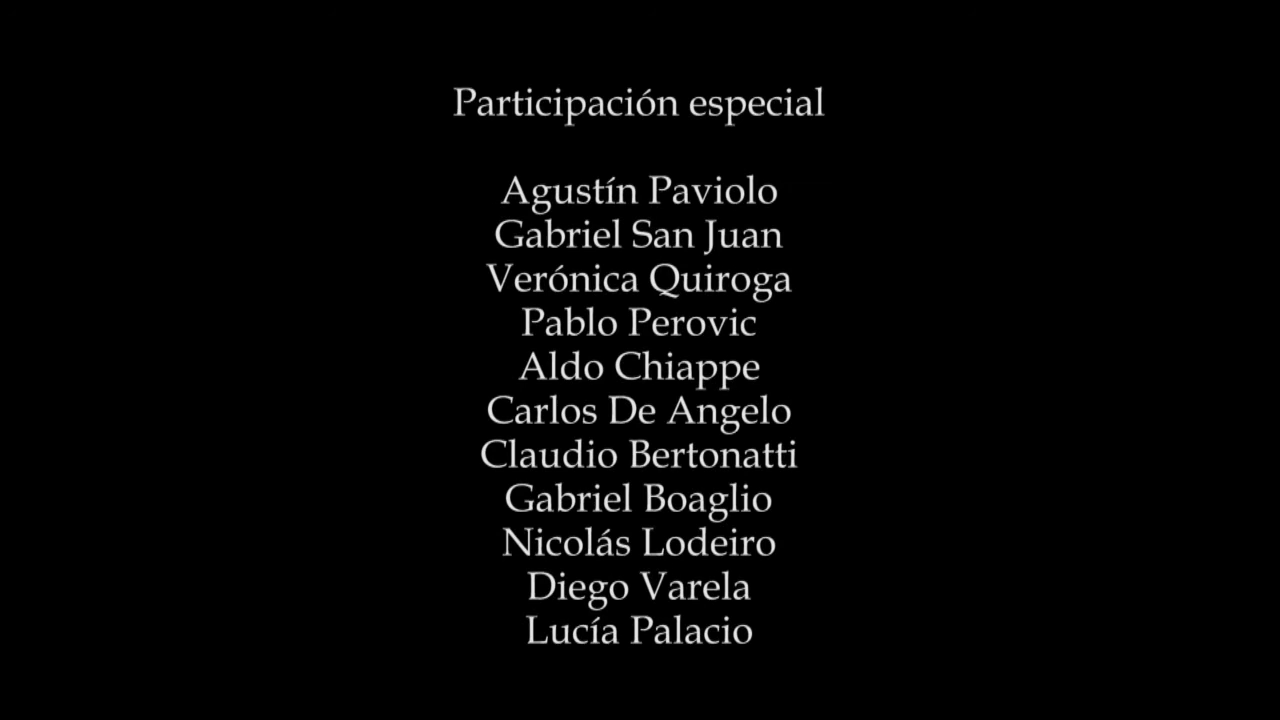 Participación especial
Agustín Paviolo
Gabriel San Juan
Verónica Quiroga
Pablo Perovic
Aldo Chiappe
Carlos De Angelo
Claudio Bertonatti
Gabriel Boaglio
Nicolás Lodeiro
Diego Varela
Lucía Palacio